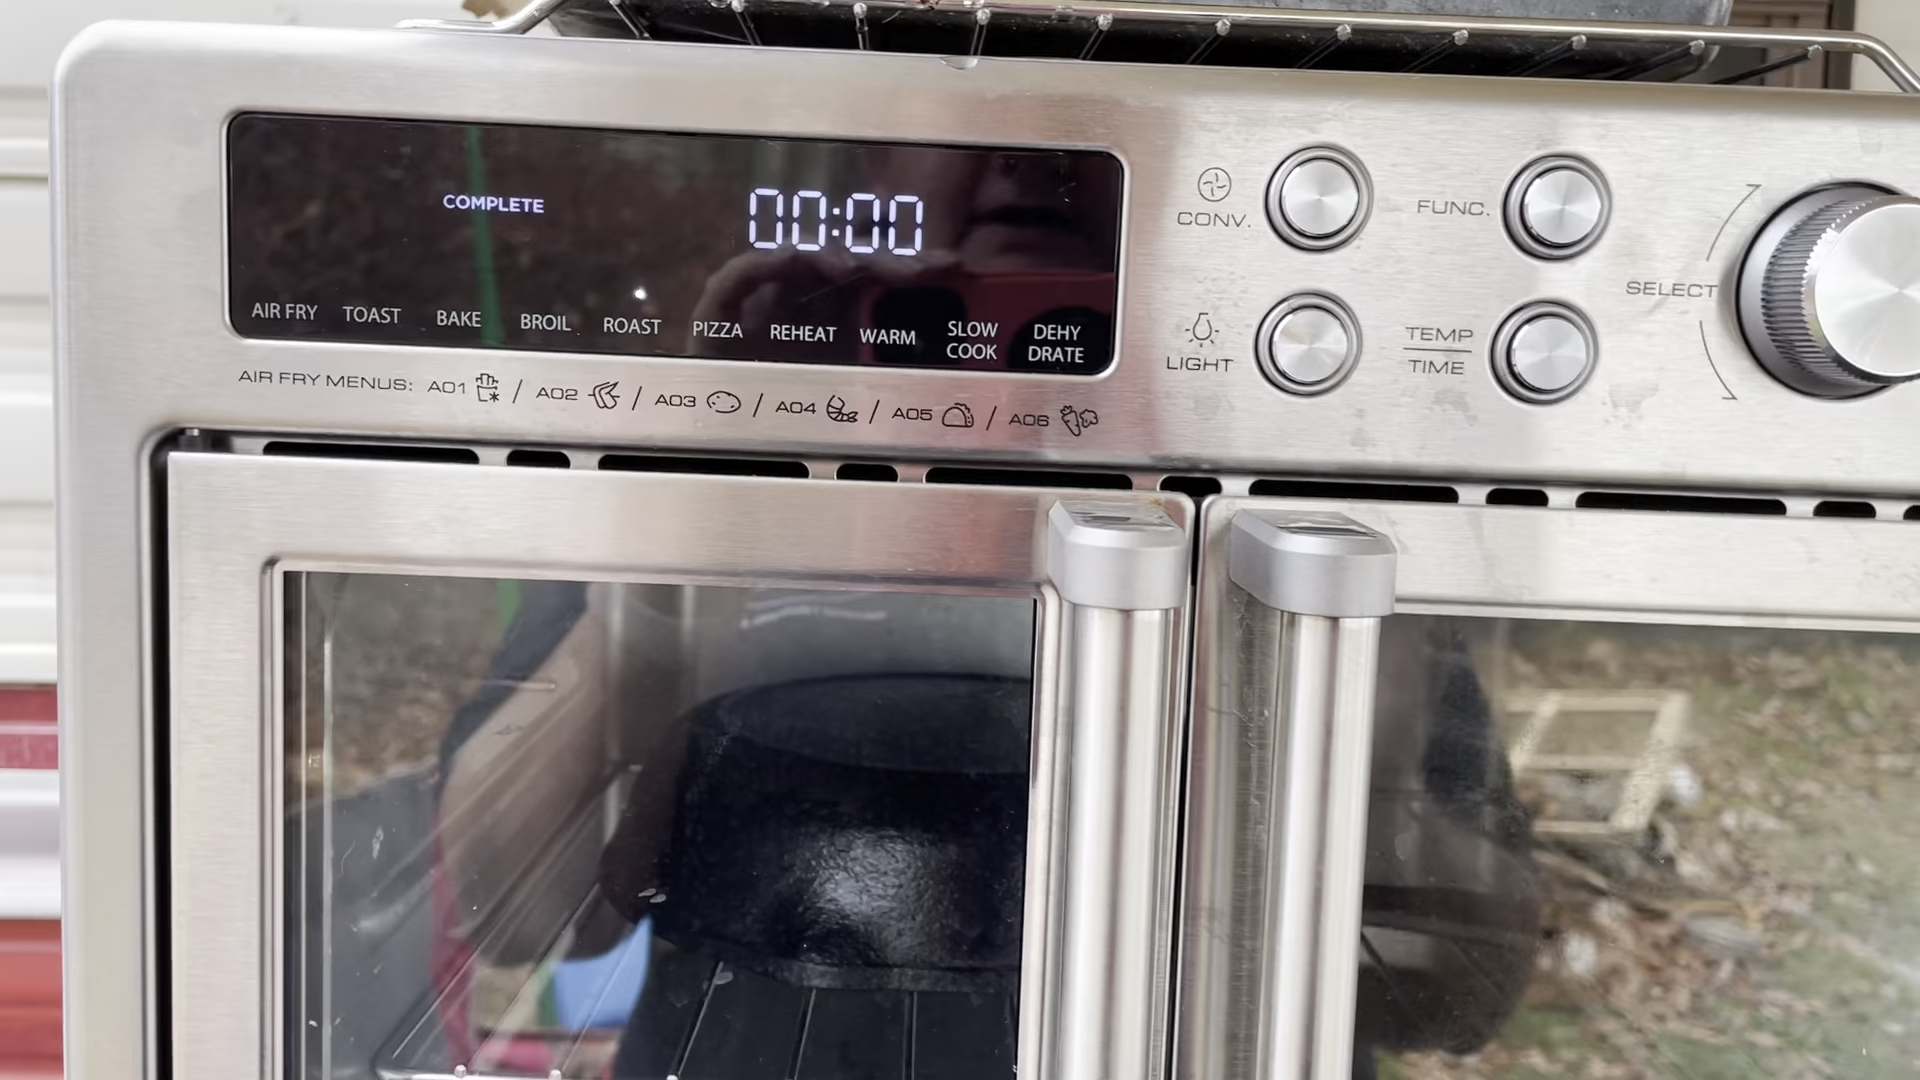 COMPLETE 00:00
AIR FRY TOAST BAKE BROIL ROAST PIZZA REHEAT WARM SLOW COOK DEHY DRATE
AIR FRY MENUS: A01 / A02 / A03 / A04 / A05 / A06
CONV. FUNC.
SELECT
LIGHT TEMP
TIME